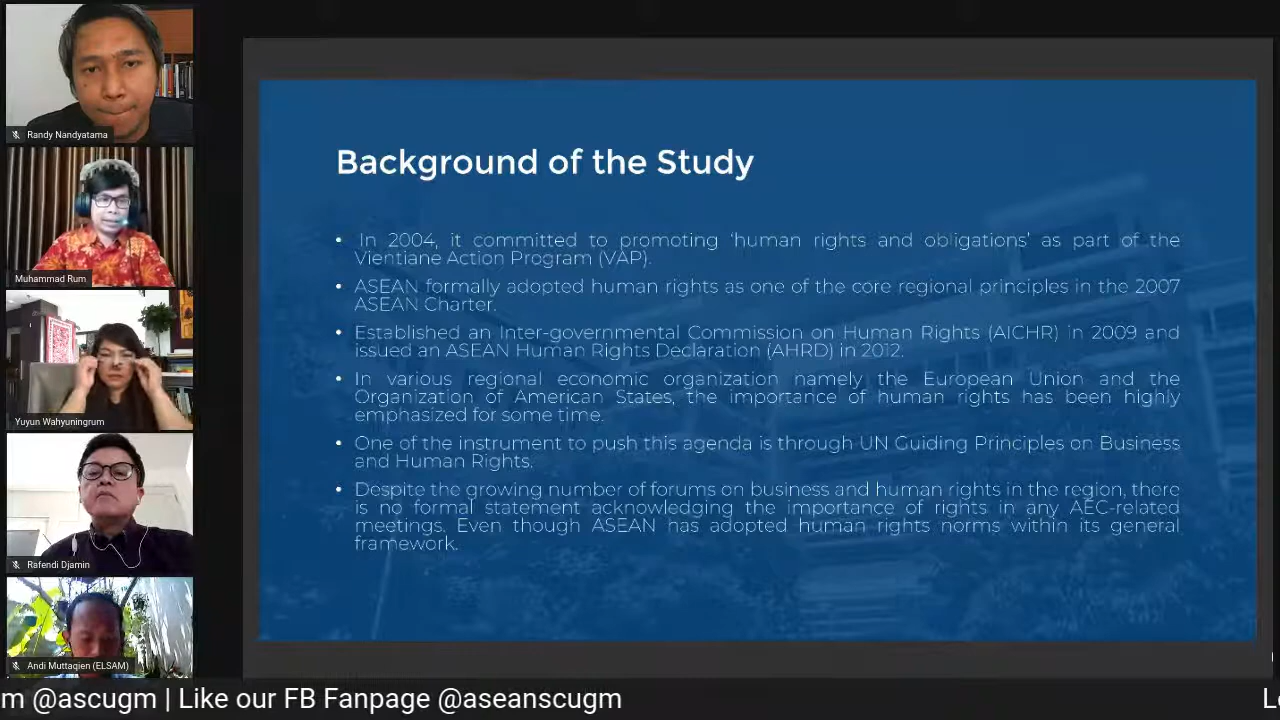 Randy Nandyatama
Muhammad Rum
Yuyun Wahyuningrum
Rafendi Djamin
Andi Muttaqien (ELSAM)
Background of the Study
• In 2004, it committed to promoting ‘human rights and obligations’ as part of the
Vientiane Action Program (VAP).
• ASEAN formally adopted human rights as one of the core regional principles in the 2007
ASEAN Charter.
• Established an Inter-governmental Commission on Human Rights (AICHR) in 2009 and
issued an ASEAN Human Rights Declaration (AHRD) in 2012.
• In various regional economic organization namely the European Union and the
Organization of American States, the importance of human rights has been highly
emphasized for some time.
• One of the instrument to push this agenda is through UN Guiding Principles on Business
and Human Rights.
• Despite the growing number of forums on business and human rights in the region, there
is no formal statement acknowledging the importance of rights in any AEC-related
meetings. Even though ASEAN has adopted human rights norms within its general
framework.
m @ascugm | Like our FB Fanpage @aseanscugm